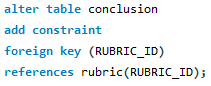 alter table conclusion
add constraint
foreign key (RUBRIC_ID)
references rubric(RUBRIC_ID);